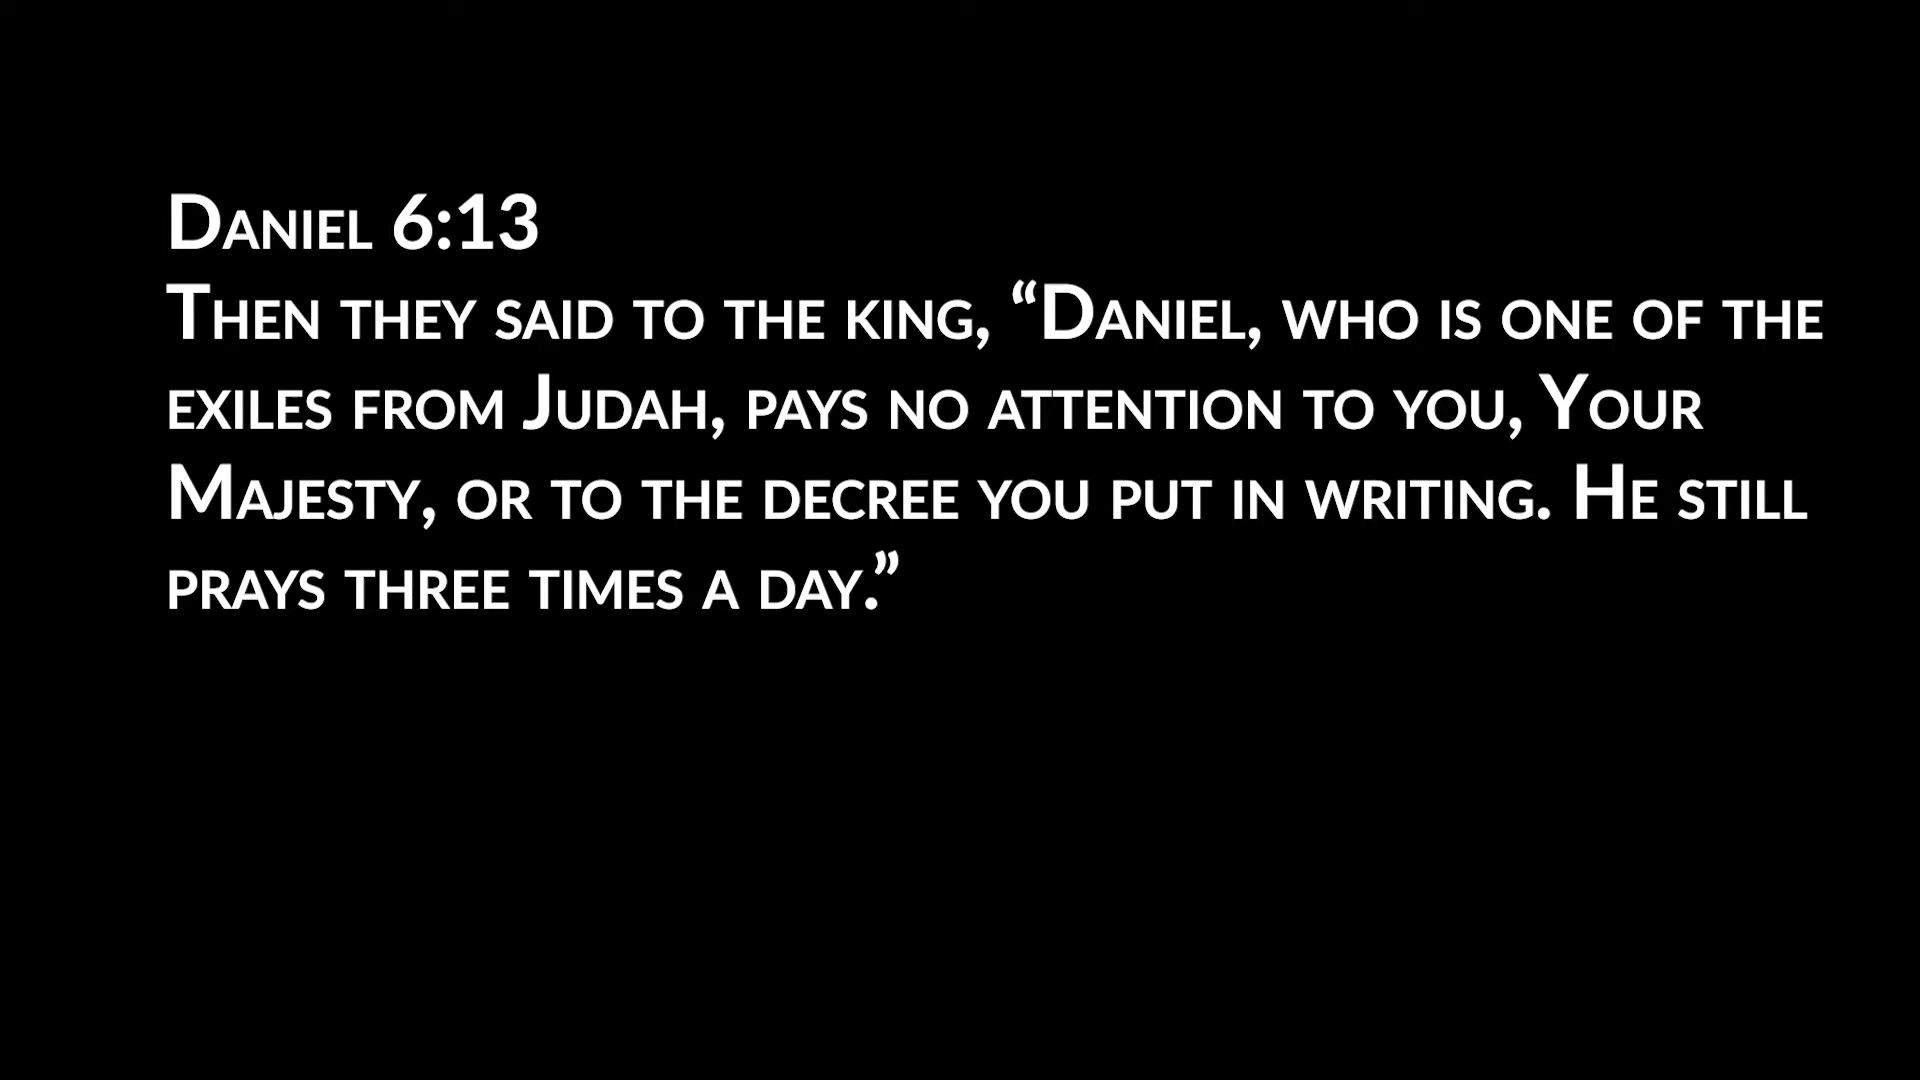 Daniel 6:13
Then they said to the king, “Daniel, who is one of the
exiles from Judah, pays no attention to you, Your
Majesty, or to the decree you put in writing. He still
prays three times a day.”